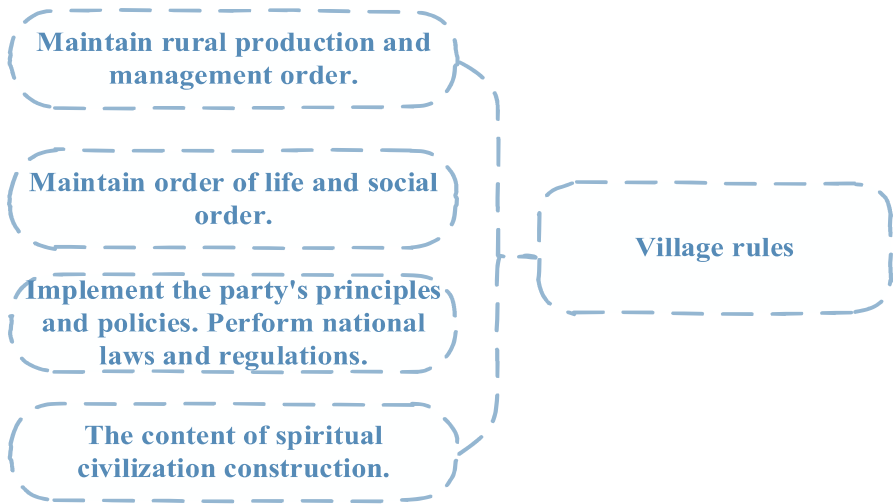 Maintain rural production and
management order.
Maintain order of life and social
order.
Implement the party's principles
and policies. Perform national
laws and regulations.
The content of spiritual
civilization construction.
Village rules